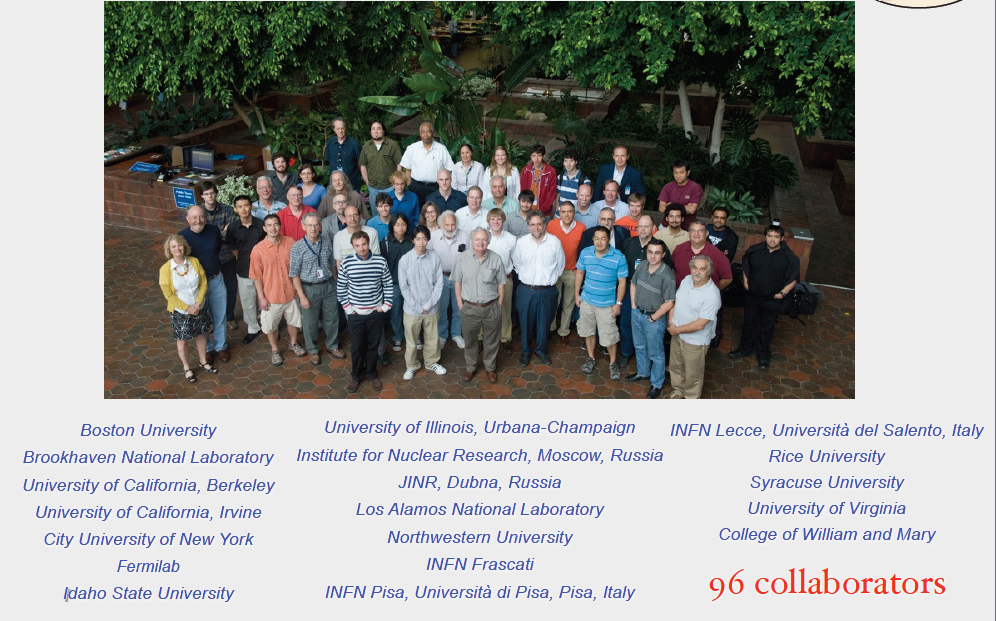 Boston University
Brookhaven National Laboratory
University of California, Berkeley
University of California, Irvine
City University of New York
Fermilab
Idaho State University
University of Illinois, Urbana-Champaign
Institute for Nuclear Research, Moscow, Russia
JINR, Dubna, Russia
Los Alamos National Laboratory
Northwestern University
INFN Frascati
INFN Pisa, Università di Pisa, Pisa, Italy
INFN Lecce, Università del Salento, Italy
Rice University
Syracuse University
University of Virginia
College of William and Mary
96 collaborators